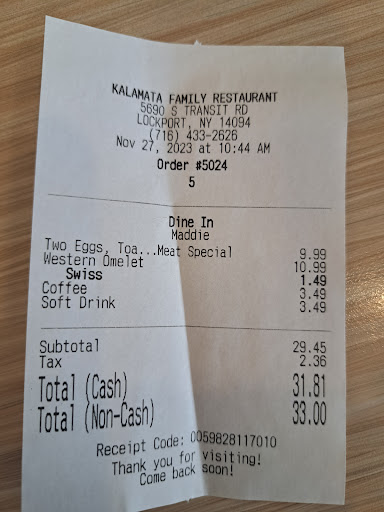 KALAMATA FAMILY RESTAURANT
5690 S TRANSIT RD
LOCKPORT, NY 14094
(716) 433-2626
Nov 27, 2023 at 10:44 AM
Order #5024
5
Dine In
Maddie
Two Eggs, Toa...Meat Special 9.99
Western Omelet 10.99
Swiss 1.49
Coffee 3.49
Soft Drink 3.49
Subtotal 29.45
Tax 2.36
Total (Cash) 31.81
Total (Non-Cash) 33.00
Receipt Code: 0059828117010
Thank you for visiting!
Come back soon!